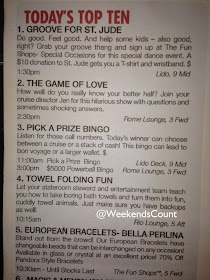 TODAY'S TOP TEN
1. GROOVE FOR ST. JUDE
Do good. Feel good. And help some kids – also good,
right? Grab your groove thang and sign up at The Fun
Shops- Special Occasions for this special dance event. A
$10 donation to St. Jude gets you a T-shirt and wristband. $
1:30pm Lido, 9 Mid
2. THE GAME OF LOVE
How well do you really know your better half? Join your
cruise director Jen for this hilarious show with questions and
sometimes shocking answers.
2:30pm Rome Lounge, 3 Fwd
3. PICK A PRIZE BINGO
Listen for those cold numbers. Today's winner can choose
between a cruise or a stack of cash! This bingo can lead to
bon voyage or a larger wallet. $
11:00am Pick a Prize Bingo Lido Deck, 9 Mid
3:00pm $5000 Powerball Bingo Rome Lounge, 3 Fwd
4. TOWEL FOLDING FUN
Let your stateroom steward and entertainment team teach
you how to take boring bath towels and turn them into fun,
cuddly towel animals. Just make sure you have backups
as well.
10:15am Rio Lounge, 5 Aft
@WeekendsCount
5. EUROPEAN BRACELETS- BELLA PERLINA
Stand out from the crowd! Our European Bracelets have
changeable beads that can be interchanged on any occasion!
Available in glass or crystal at an excellent price! 70% Off
Pandora Style Bracelets.
10:30am - Until Stocks Last The Fun Shops™, 5 Mid